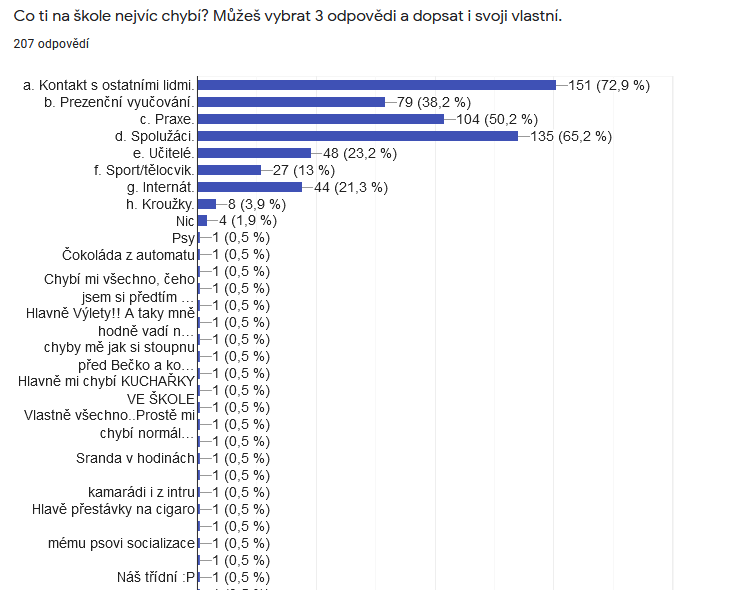 Co ti na škole nejvíc chybí? Můžeš vybrat 3 odpovědi a dopsat i svoji vlastní.
207 odpovědí
a. Kontakt s ostatními lidmi. 151 (72,9 %)
b. Prezenční vyučování. 79 (38,2 %)
c. Praxe. 104 (50,2 %)
d. Spolužáci. 135 (65,2 %)
e. Učitelé. 48 (23,2 %)
f. Sport/tělocvik. 27 (13 %)
g. Internát. 44 (21,3 %)
h. Kroužky. 8 (3,9 %)
Nic 4 (1,9 %)
Psy 1 (0,5 %)
Čokoláda z automatu 1 (0,5 %)
1 (0,5 %)
Chybí mi všechno, čeho
1 (0,5 %)
jsem si předtím ...
1 (0,5 %)
Hlavně Výlety!! A taky mně
1 (0,5 %)
hodně vadí n...
1 (0,5 %)
chyby mě jak si stoupnu
1 (0,5 %)
před Bečko a ko...
1 (0,5 %)
Hlavně mi chybí KUCHAŘKY
1 (0,5 %)
VE ŠKOLE
1 (0,5 %)
Vlastně všechno..Prostě mi
1 (0,5 %)
chybí normál...
1 (0,5 %)
Sranda v hodinách 1 (0,5 %)
1 (0,5 %)
kamarádi i z intru 1 (0,5 %)
Hlavě přestávky na cigaro 1 (0,5 %)
1 (0,5 %)
mému psovi socializace 1 (0,5 %)
1 (0,5 %)
Náš třídní :P 1 (0,5 %)